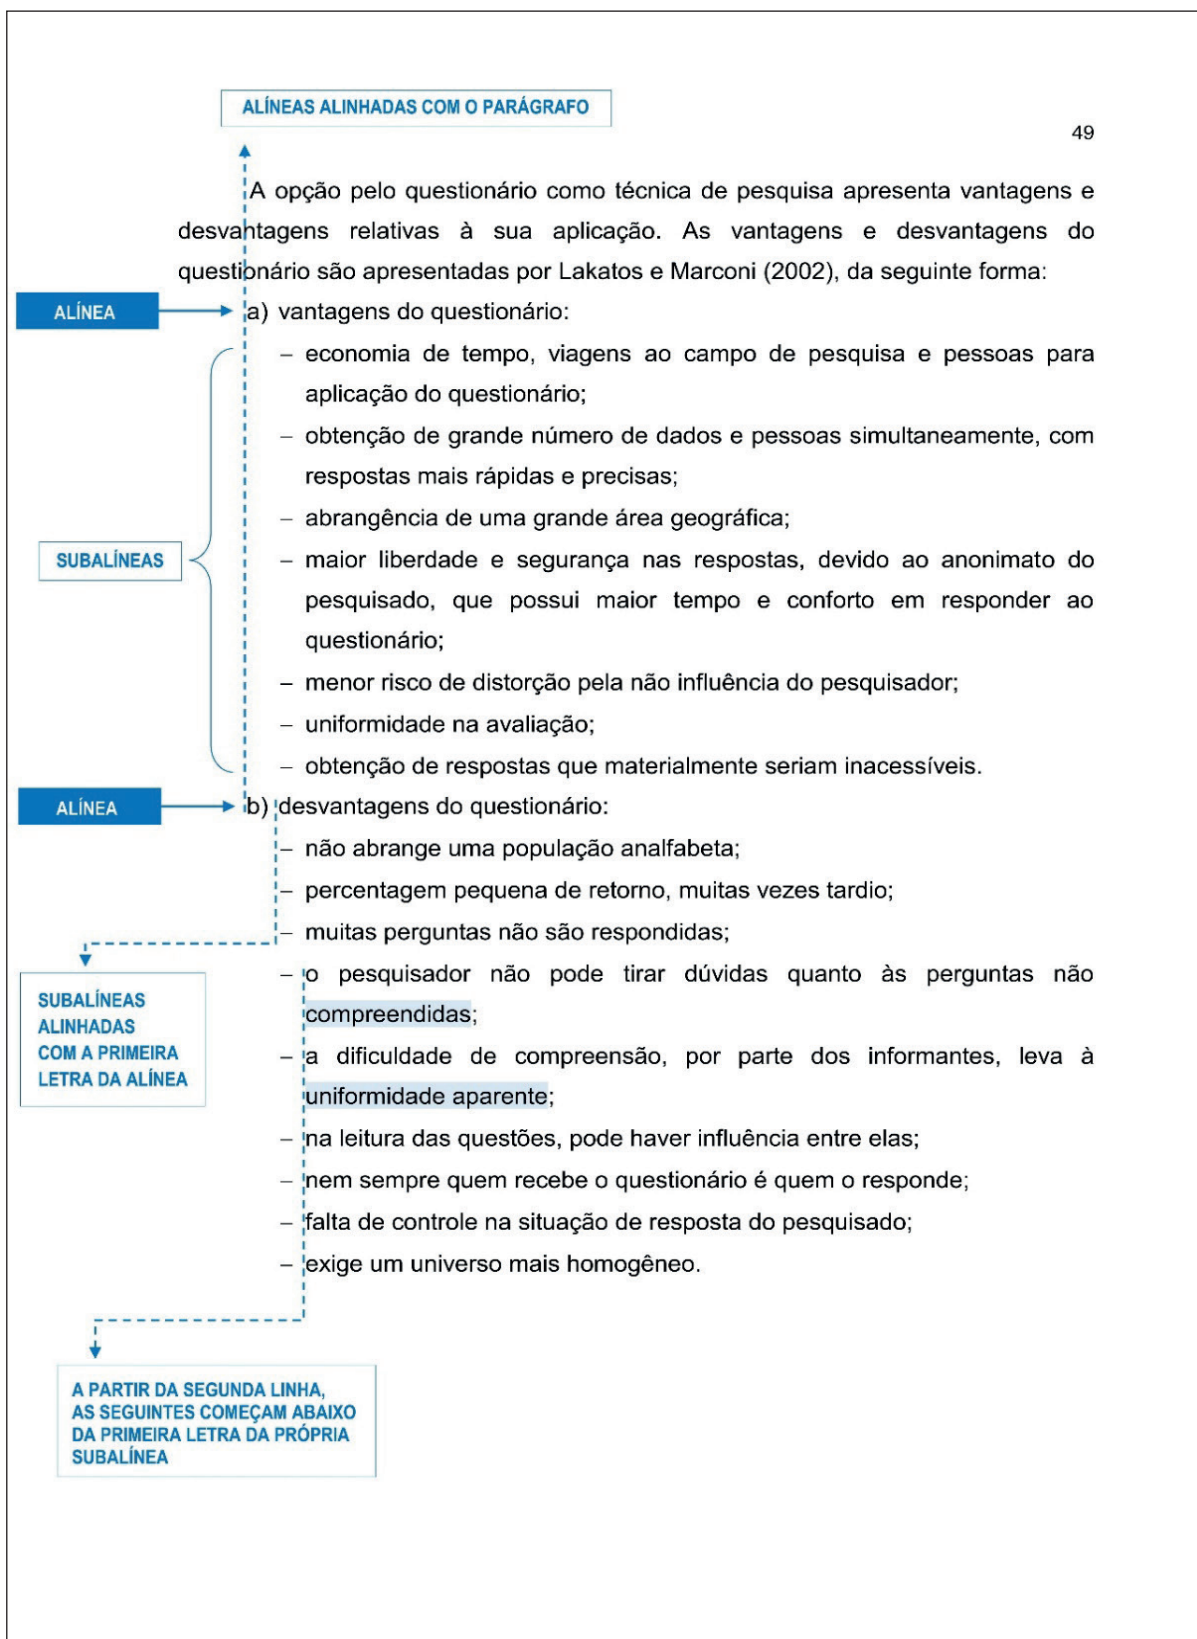 ALÍNEAS ALINHADAS COM O PARÁGRAFO
49
A opção pelo questionário como técnica de pesquisa apresenta vantagens e
desvantagens relativas à sua aplicação. As vantagens e desvantagens do
questionário são apresentadas por Lakatos e Marconi (2002), da seguinte forma:
ALÍNEA
a) vantagens do questionário:
– economia de tempo, viagens ao campo de pesquisa e pessoas para
aplicação do questionário;
– obtenção de grande número de dados e pessoas simultaneamente, com
respostas mais rápidas e precisas;
– abrangência de uma grande área geográfica;
SUBALÍNEAS
– maior liberdade e segurança nas respostas, devido ao anonimato do
pesquisado, que possui maior tempo e conforto em responder ao
questionário;
– menor risco de distorção pela não influência do pesquisador;
– uniformidade na avaliação;
– obtenção de respostas que materialmente seriam inacessíveis.
ALÍNEA
b) desvantagens do questionário:
– não abrange uma população analfabeta;
– percentagem pequena de retorno, muitas vezes tardio;
– muitas perguntas não são respondidas;
– o pesquisador não pode tirar dúvidas quanto às perguntas não
compreendidas;
– a dificuldade de compreensão, por parte dos informantes, leva à
uniformidade aparente;
– na leitura das questões, pode haver influência entre elas;
– nem sempre quem recebe o questionário é quem o responde;
– falta de controle na situação de resposta do pesquisado;
– exige um universo mais homogêneo.
SUBALÍNEAS
ALINHADAS
COM A PRIMEIRA
LETRA DA ALÍNEA
A PARTIR DA SEGUNDA LINHA,
AS SEGUINTES COMEÇAM ABAIXO
DA PRIMEIRA LETRA DA PRÓPRIA
SUBALÍNEA